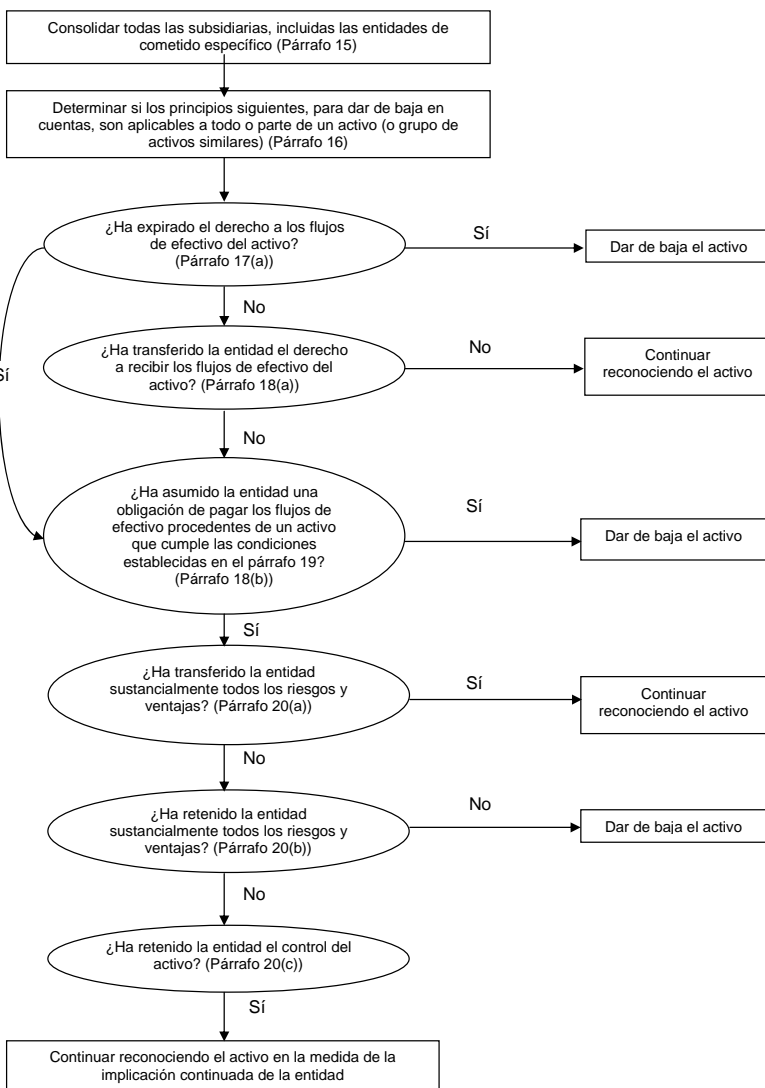 Consolidar todas las subsidiarias, incluidas las entidades de
cometido específico (Párrafo 15)
Determinar si los principios siguientes, para dar de baja en
cuentas, son aplicables a todo o parte de un activo (o grupo de
activos similares) (Párrafo 16)
¿Ha expirado el derecho a los flujos
de efectivo del activo?
(Párrafo 17(a))
Sí
Dar de baja el activo
No
¿Ha transferido la entidad el derecho
a recibir los flujos de efectivo del
activo? (Párrafo 18(a))
No
Continuar
reconociendo el activo
Sí
No
¿Ha asumido la entidad una
obligación de pagar los flujos de
efectivo procedentes de un activo
que cumple las condiciones
establecidas en el párrafo 19?
(Párrafo 18(b))
Sí
Dar de baja el activo
Sí
¿Ha transferido la entidad
sustancialmente todos los riesgos y
ventajas? (Párrafo 20(a))
Sí
Continuar
reconociendo el activo
No
¿Ha retenido la entidad
sustancialmente todos los riesgos y
ventajas? (Párrafo 20(b))
No
Dar de baja el activo
No
¿Ha retenido la entidad el control del
activo? (Párrafo 20(c))
Sí
Continuar reconociendo el activo en la medida de la
implicación continuada de la entidad